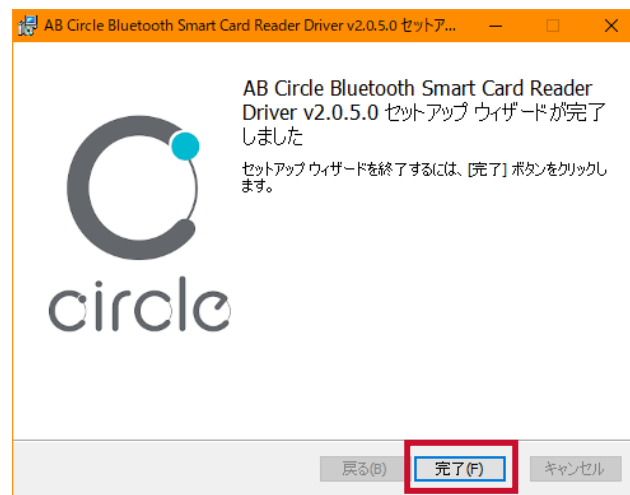 AB Circle Bluetooth Smart Card Reader Driver v2.0.5.0 セットア...
AB Circle Bluetooth Smart Card Reader
Driver v2.0.5.0 セットアップ ウィザードが完了
しました
セットアップ ウィザードを終了するには、[完了] ボタンをクリックし
ます。
circle
戻る(B)
完了(F)
キャンセル